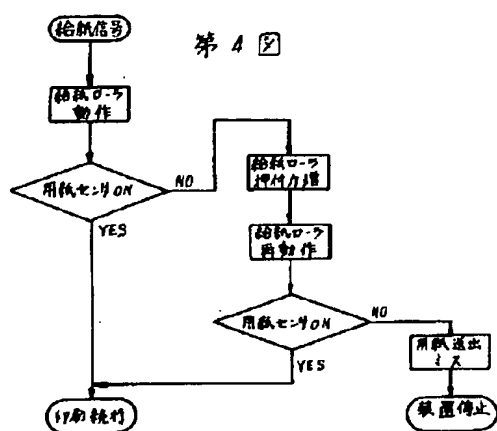 給紙信号
第4図
給紙ローラ
動作
用紙センサON
NO
YES
給紙ローラ
押付力増
給紙ローラ
再動作
用紙センサON
NO
YES
用紙送出
ミス
印刷続行
装置停止